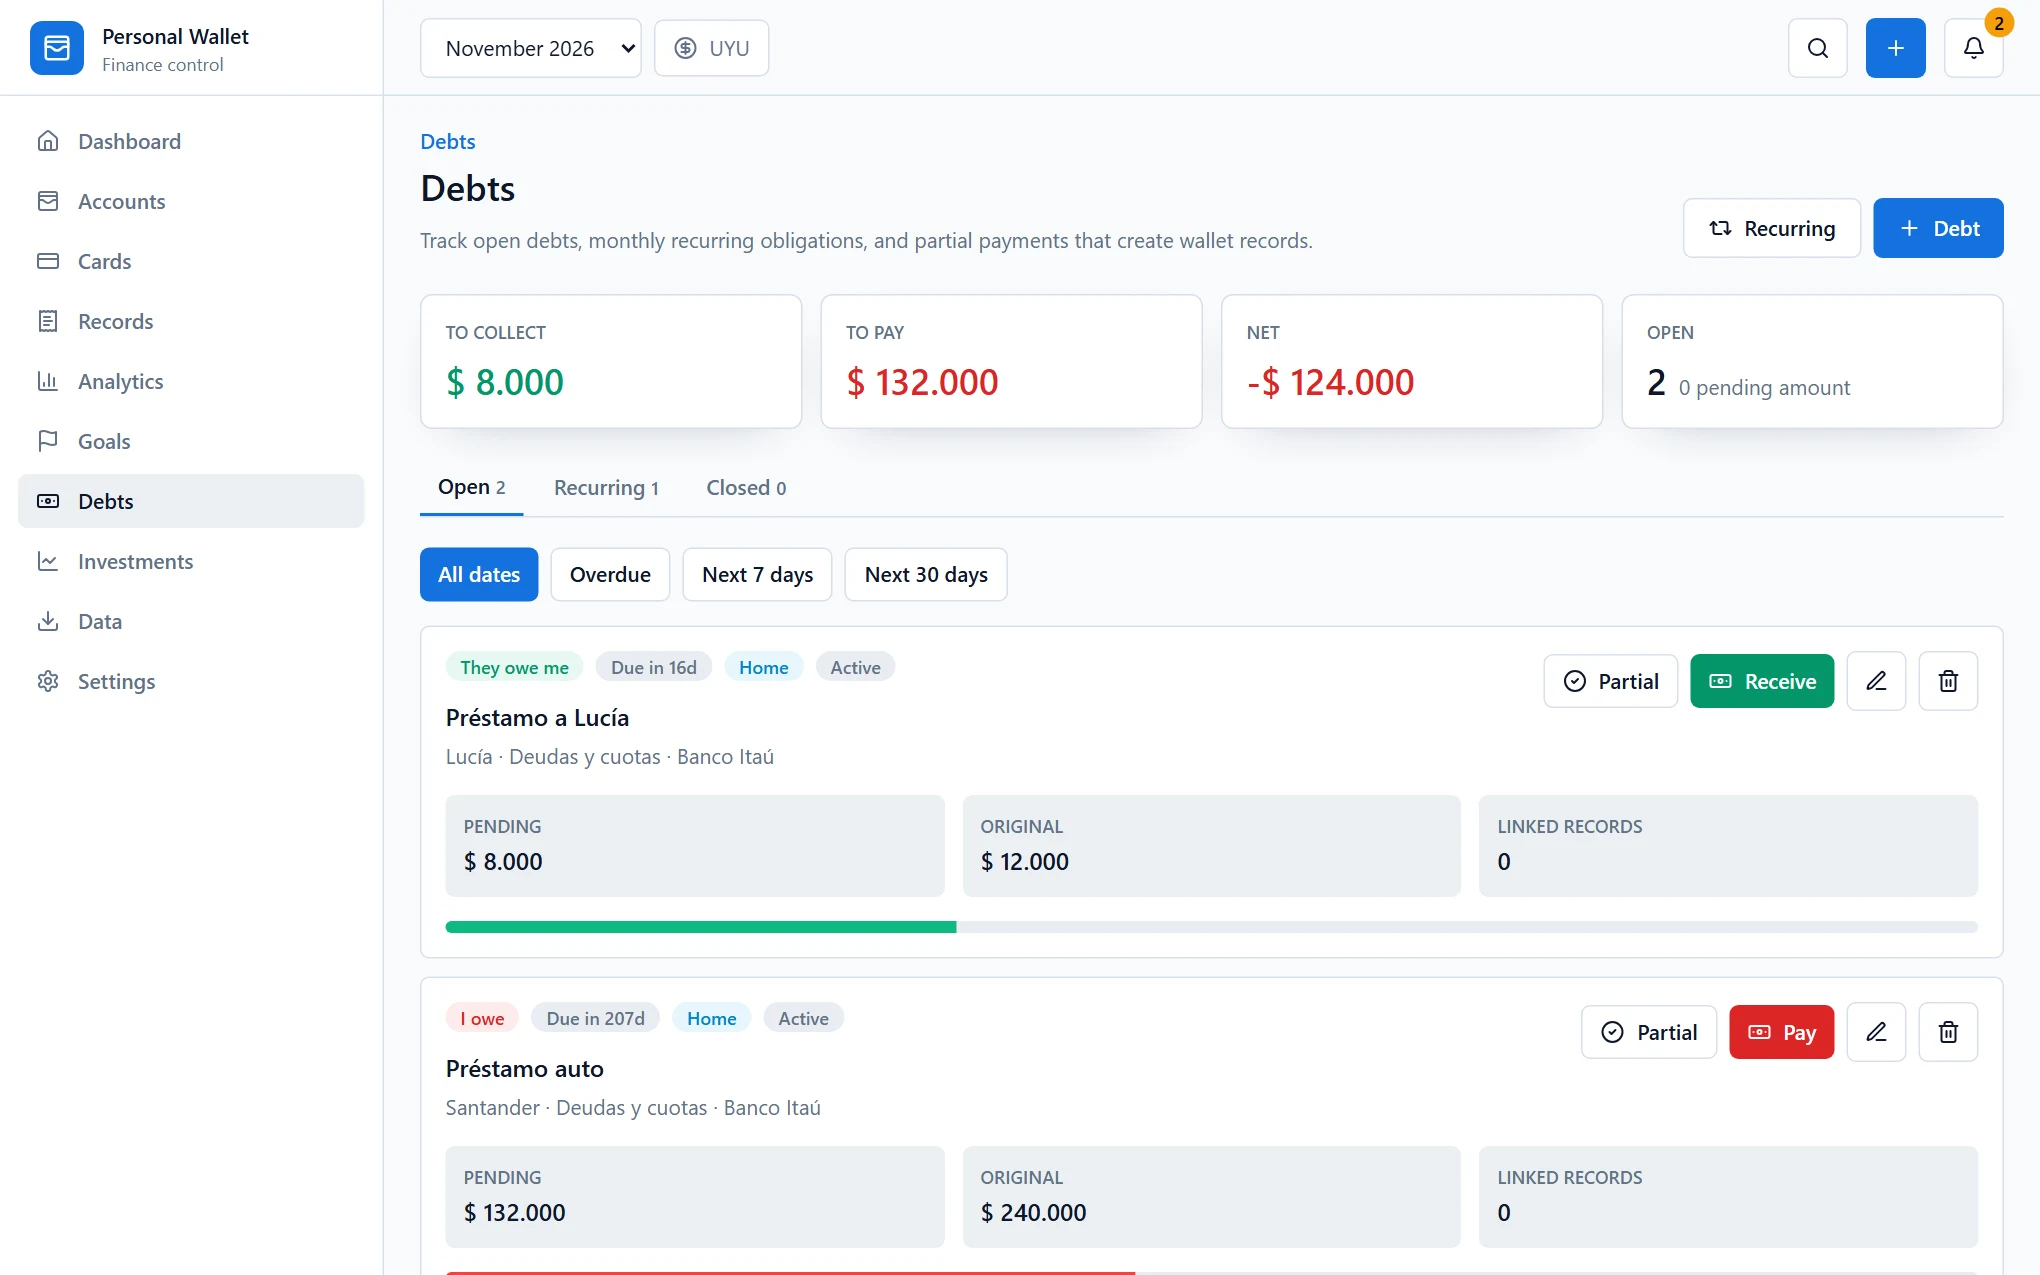 Personal Wallet
Finance control
November 2026
UYU
2
Dashboard
Accounts
Cards
Records
Analytics
Goals
Debts
Investments
Data
Settings
Debts
Debts
Track open debts, monthly recurring obligations, and partial payments that create wallet records.
Recurring
Debt
TO COLLECT
$ 8.000
TO PAY
$ 132.000
NET
-$ 124.000
OPEN
2 0 pending amount
Open 2
Recurring 1
Closed 0
All dates
Overdue
Next 7 days
Next 30 days
They owe me
Due in 16d
Home
Active
Partial
Receive
Préstamo a Lucía
Lucía · Deudas y cuotas · Banco Itaú
PENDING
$ 8.000
ORIGINAL
$ 12.000
LINKED RECORDS
0
I owe
Due in 207d
Home
Active
Partial
Pay
Préstamo auto
Santander · Deudas y cuotas · Banco Itaú
PENDING
$ 132.000
ORIGINAL
$ 240.000
LINKED RECORDS
0